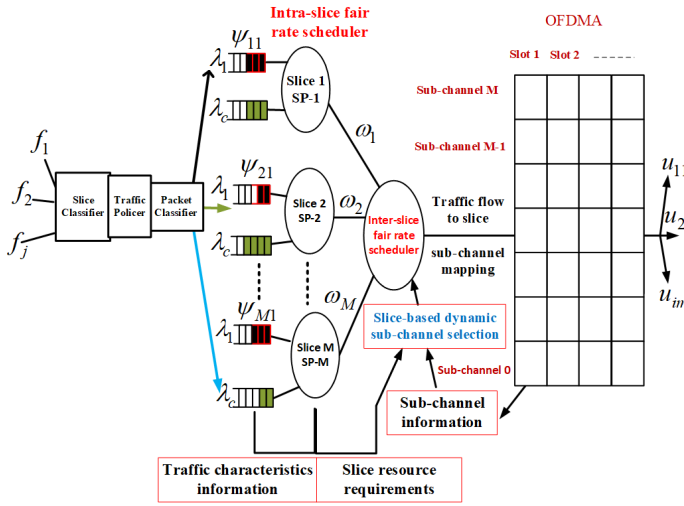 Intra-slice fair
rate scheduler
OFDMA
Slot 1 Slot 2
ψ11
λ1
λc
Slice 1
SP-1
ω1
Sub-channel M
Sub-channel M-1
f1
f2
fj
Slice
Classifier
Traffic
Policer
Packet
Classifier
ψ21
λ1
λc
Slice 2
SP-2
ω2
Inter-slice
fair rate
scheduler
Traffic flow
to slice
sub-channel
mapping
u11
u2
uim
ψM1
λ1
λc
Slice M
SP-M
ωM
Slice-based dynamic
sub-channel selection
Sub-channel 0
Sub-channel
information
Traffic characteristics
information
Slice resource
requirements